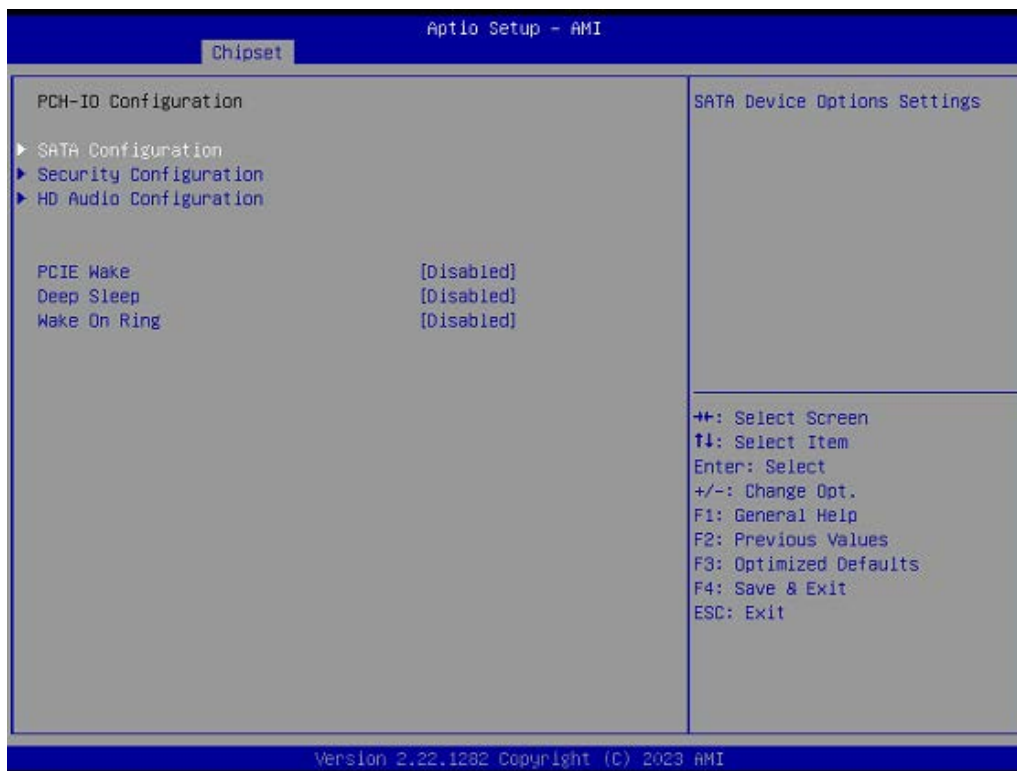 Aptio Setup - AMI
Chipset
PCH-IO Configuration
SATA Configuration
Security Configuration
HD Audio Configuration
PCIE Wake [Disabled]
Deep Sleep [Disabled]
Wake On Ring [Disabled]
SATA Device Options Settings
→←: Select Screen
↑↓: Select Item
Enter: Select
+/-: Change Opt.
F1: General Help
F2: Previous Values
F3: Optimized Defaults
F4: Save & Exit
ESC: Exit
Version 2.22.1282 Copyright (C) 2023 AMI